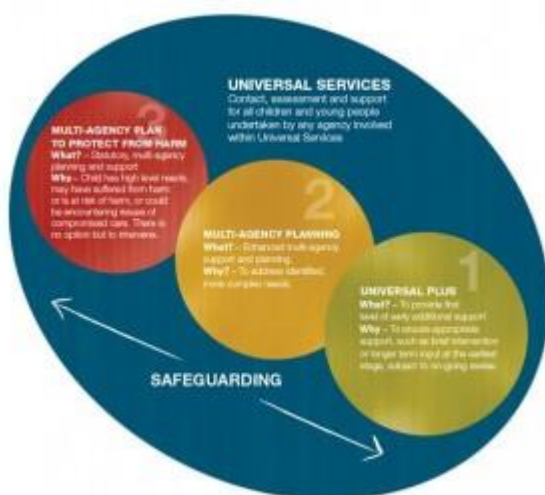 UNIVERSAL SERVICES
Contact, assessment and support
for all children and young people
undertaken by any agency involved
within Universal Services
3
MULTI-AGENCY PLAN
TO PROTECT FROM HARM
What? – Statutory, multi-agency
planning and support
Why – Child has high level needs,
may have suffered from harm
or is at risk of harm, or could
be encountering issues of
compromised care. There is
no option but to intervene.
2
MULTI-AGENCY PLANNING
What? – Enhanced multi-agency
support and planning.
Why? – To address identified,
more complex needs.
1
UNIVERSAL PLUS
What? – To provide first
level of early additional support
Why – To ensure appropriate
support, such as brief intervention
or longer term input at the earliest
stage, subject to on-going review.
SAFEGUARDING